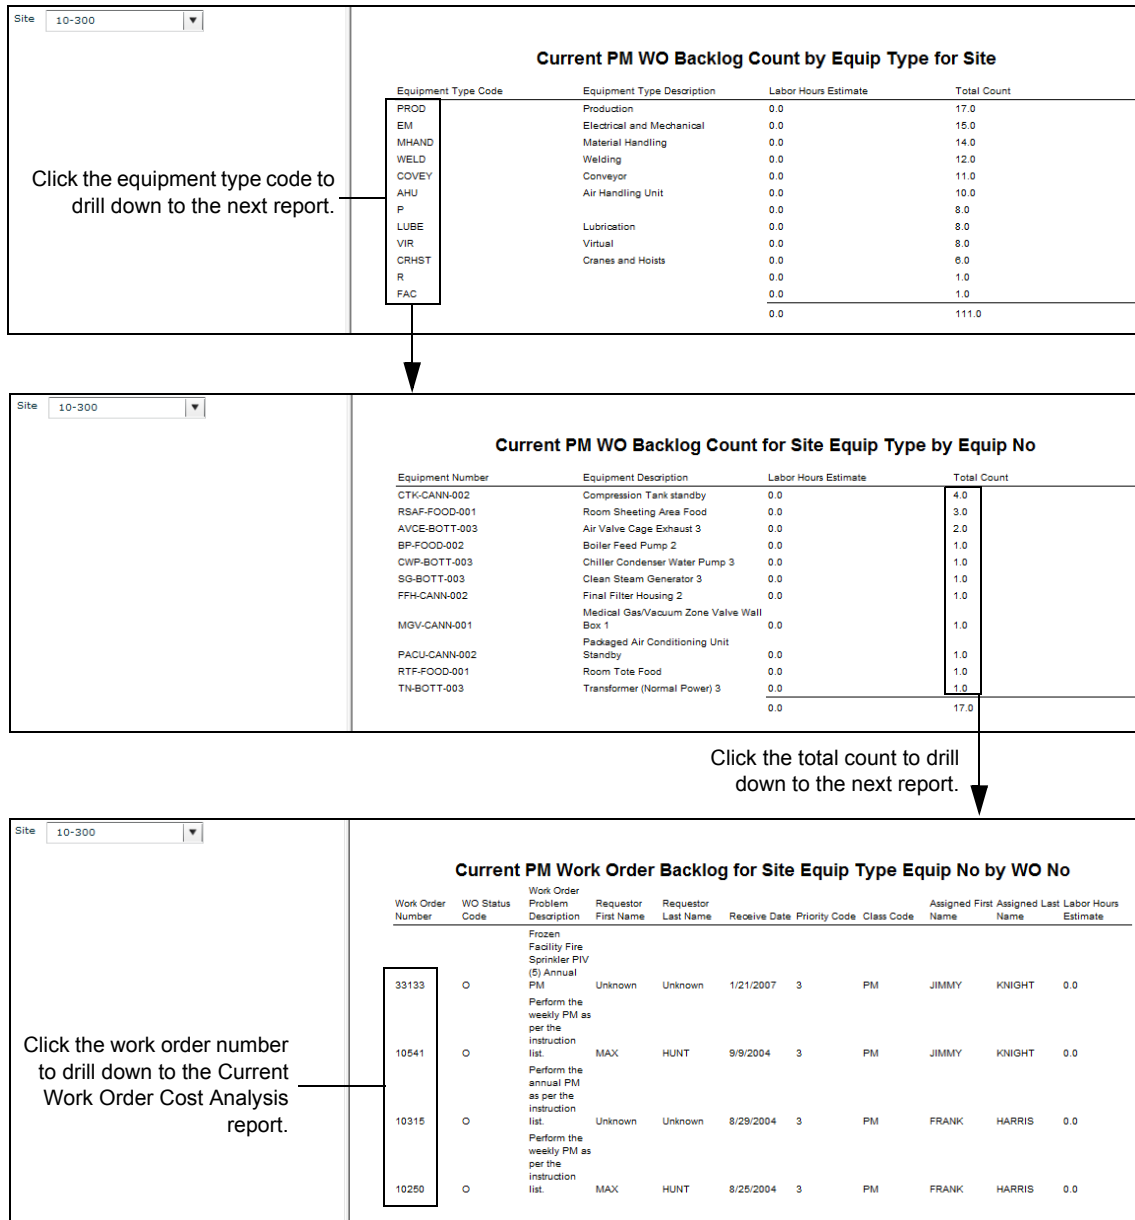 Site 10-300
Current PM WO Backlog Count by Equip Type for Site
Equipment Type Code Equipment Type Description Labor Hours Estimate Total Count
PROD Production 0.0 17.0
EM Electrical and Mechanical 0.0 15.0
MHAND Material Handling 0.0 14.0
WELD Welding 0.0 12.0
COVEY Conveyor 0.0 11.0
AHU Air Handling Unit 0.0 10.0
P 0.0 8.0
LUBE Lubrication 0.0 8.0
VIR Virtual 0.0 8.0
CRHST Cranes and Hoists 0.0 6.0
R 0.0 1.0
FAC 0.0 1.0
0.0 111.0
Click the equipment type code to
drill down to the next report.
Site 10-300
Current PM WO Backlog Count for Site Equip Type by Equip No
Equipment Number Equipment Description Labor Hours Estimate Total Count
CTK-CANN-002 Compression Tank standby 0.0 4.0
RSAF-FOOD-001 Room Sheeting Area Food 0.0 3.0
AVCE-BOTT-003 Air Valve Cage Exhaust 3 0.0 2.0
BP-FOOD-002 Boiler Feed Pump 2 0.0 1.0
CWP-BOTT-003 Chiller Condenser Water Pump 3 0.0 1.0
SG-BOTT-003 Clean Steam Generator 3 0.0 1.0
FFH-CANN-002 Final Filter Housing 2 0.0 1.0
Medical Gas/Vacuum Zone Valve Wall
MGV-CANN-001 Box 1 0.0 1.0
Packaged Air Conditioning Unit
PACU-CANN-002 Standby 0.0 1.0
RTF-FOOD-001 Room Tote Food 0.0 1.0
TN-BOTT-003 Transformer (Normal Power) 3 0.0 1.0
0.0 17.0
Click the total count to drill
down to the next report.
Site 10-300
Current PM Work Order Backlog for Site Equip Type Equip No by WO No
Work Order
Work Order WO Status Problem Requestor Requestor Assigned First Assigned Last Labor Hours
Number Code Description First Name Last Name Receive Date Priority Code Class Code Name Name Estimate
Frozen
Facility Fire
Sprinkler PIV
(5) Annual
33133 O PM Unknown Unknown 1/21/2007 3 PM JIMMY KNIGHT 0.0
Perform the
weekly PM as
per the
instruction
10541 O list. MAX HUNT 9/9/2004 3 PM JIMMY KNIGHT 0.0
Perform the
annual PM
as per the
instruction
10315 O list. Unknown Unknown 8/29/2004 3 PM FRANK HARRIS 0.0
Perform the
weekly PM as
per the
instruction
10250 O list. MAX HUNT 8/25/2004 3 PM FRANK HARRIS 0.0
Click the work order number
to drill down to the Current
Work Order Cost Analysis
report.